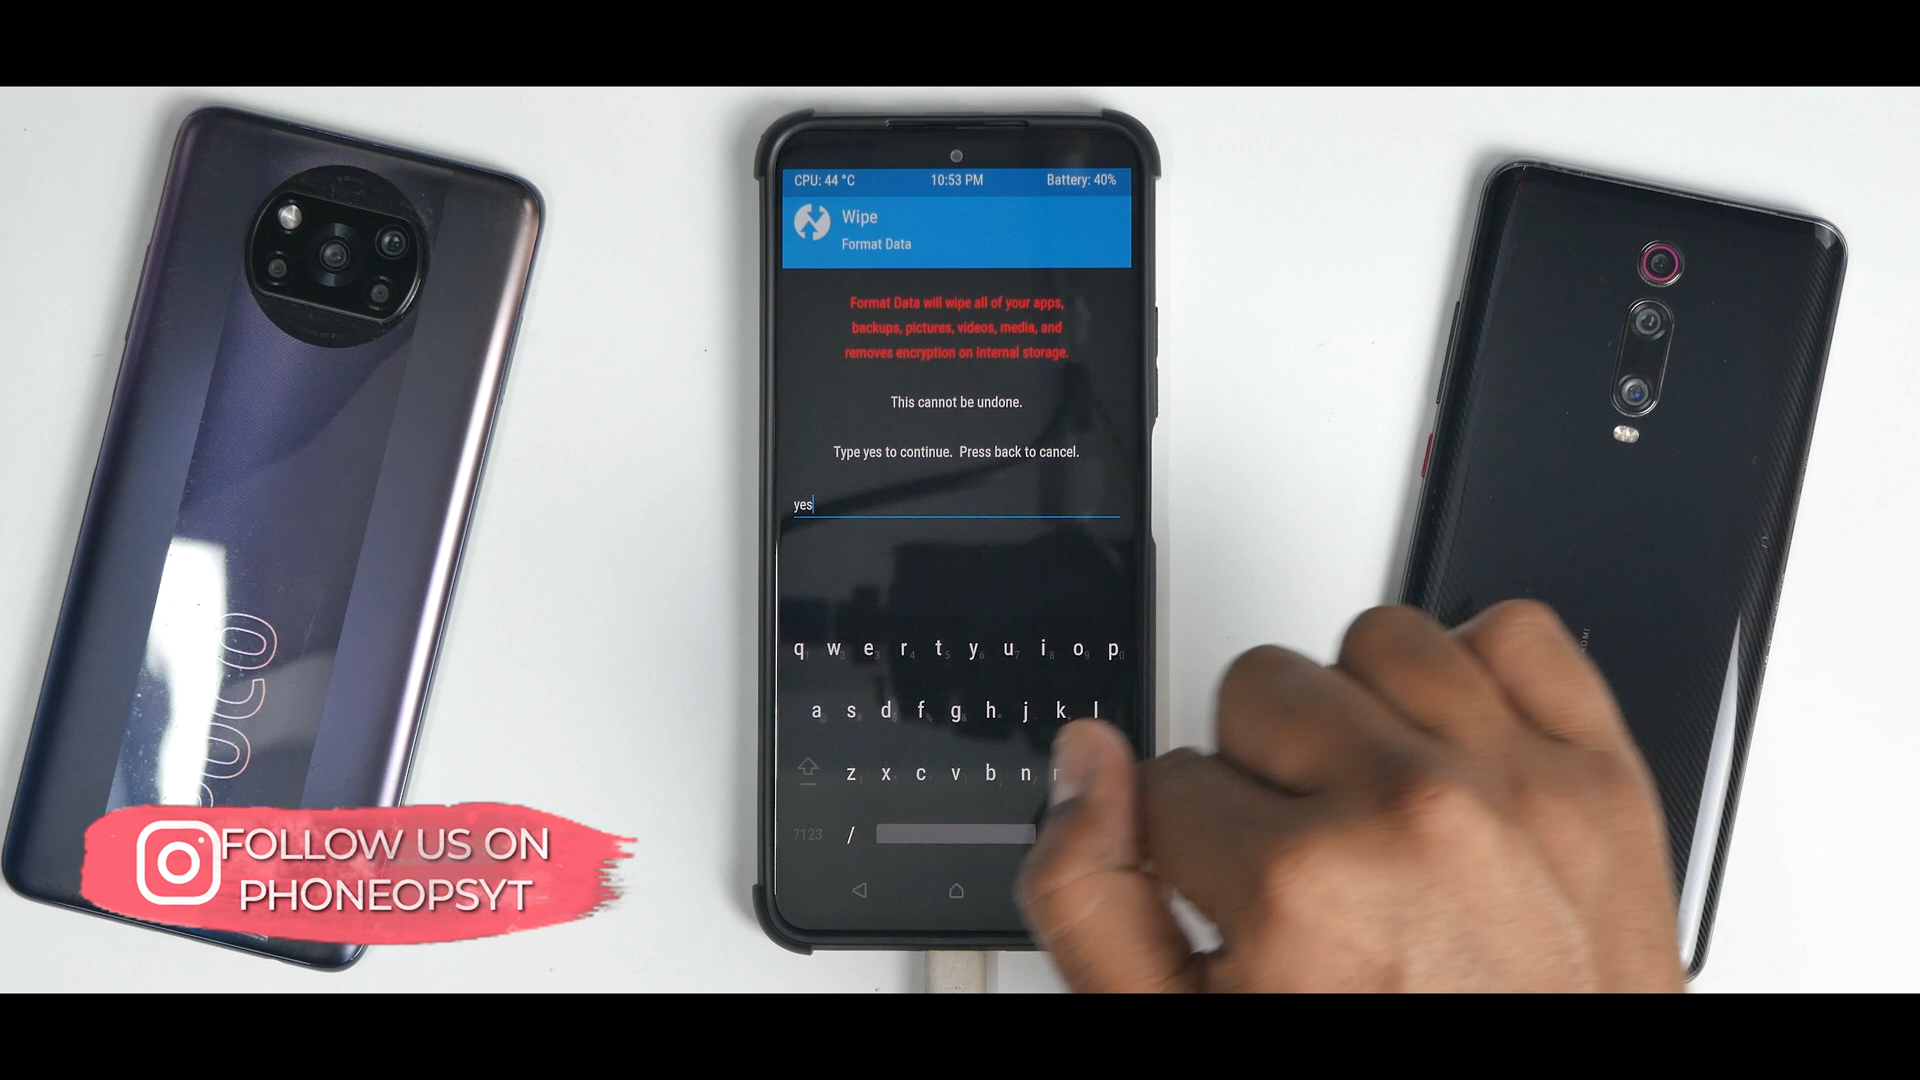 CPU: 44 °C 10:53 PM Battery: 40%
Wipe
Format Data
Format Data will wipe all of your apps,
backups, pictures, videos, media, and
removes encryption on internal storage.
This cannot be undone.
Type yes to continue. Press back to cancel.
yes
q w e r t y u i o p
a s d f g h j k l
z x c v b n
?123 /
FOLLOW US ON
PHONEOPSYT